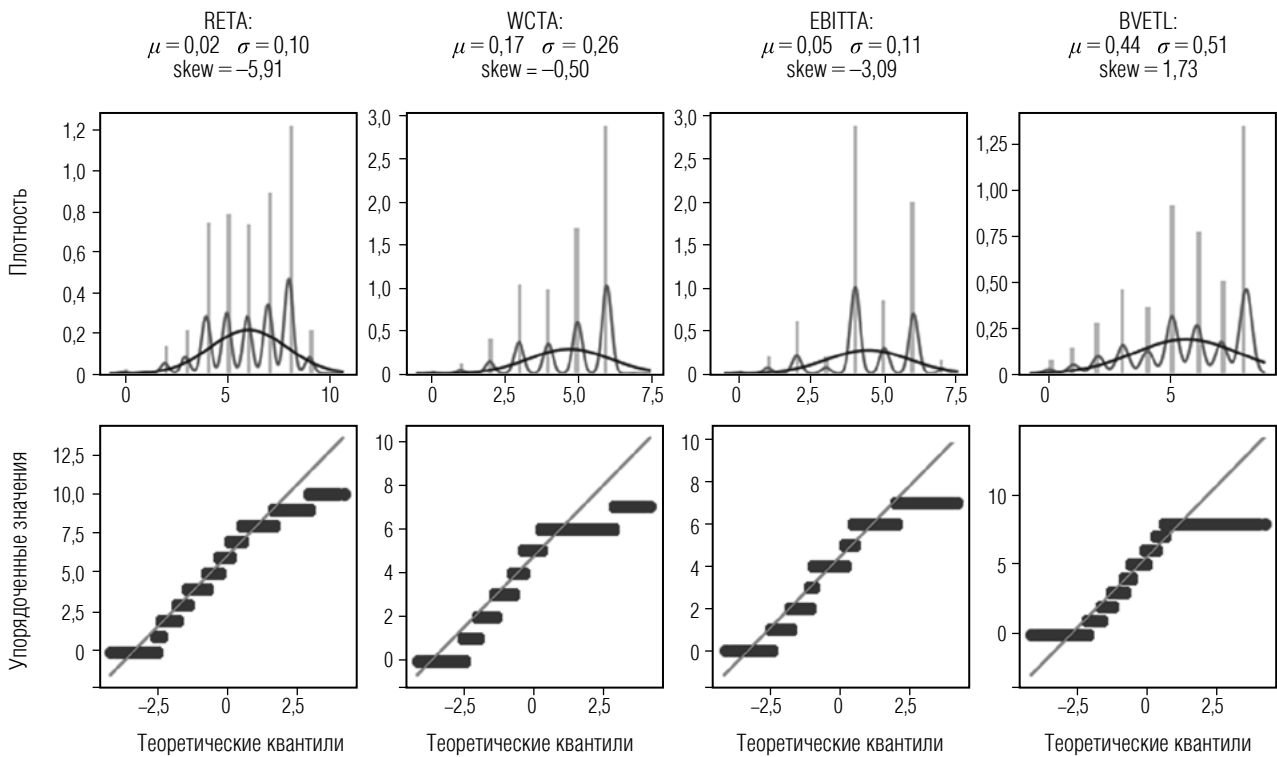 RETA:
μ = 0,02 σ = 0,10
skew = –5,91
WCTA:
μ = 0,17 σ = 0,26
skew = –0,50
EBITTA:
μ = 0,05 σ = 0,11
skew = –3,09
BVETL:
μ = 0,44 σ = 0,51
skew = 1,73
Плотность
1,2
1,0
0,8
0,6
0,4
0,2
0
0 5 10
3,0
2,5
2,0
1,5
1,0
0,5
0
0 2,5 5,0 7,5
3,0
2,5
2,0
1,5
1,0
0,5
0
0 2,5 5,0 7,5
1,25
1,00
0,75
0,50
0,25
0
0 5
Упорядоченные значения
12,5
10,0
7,5
5,0
2,5
0
–2,5 0 2,5
Теоретические квантили
10
8
6
4
2
0
–2,5 0 2,5
Теоретические квантили
10
8
6
4
2
0
–2,5 0 2,5
Теоретические квантили
10
5
0
–2,5 0 2,5
Теоретические квантили